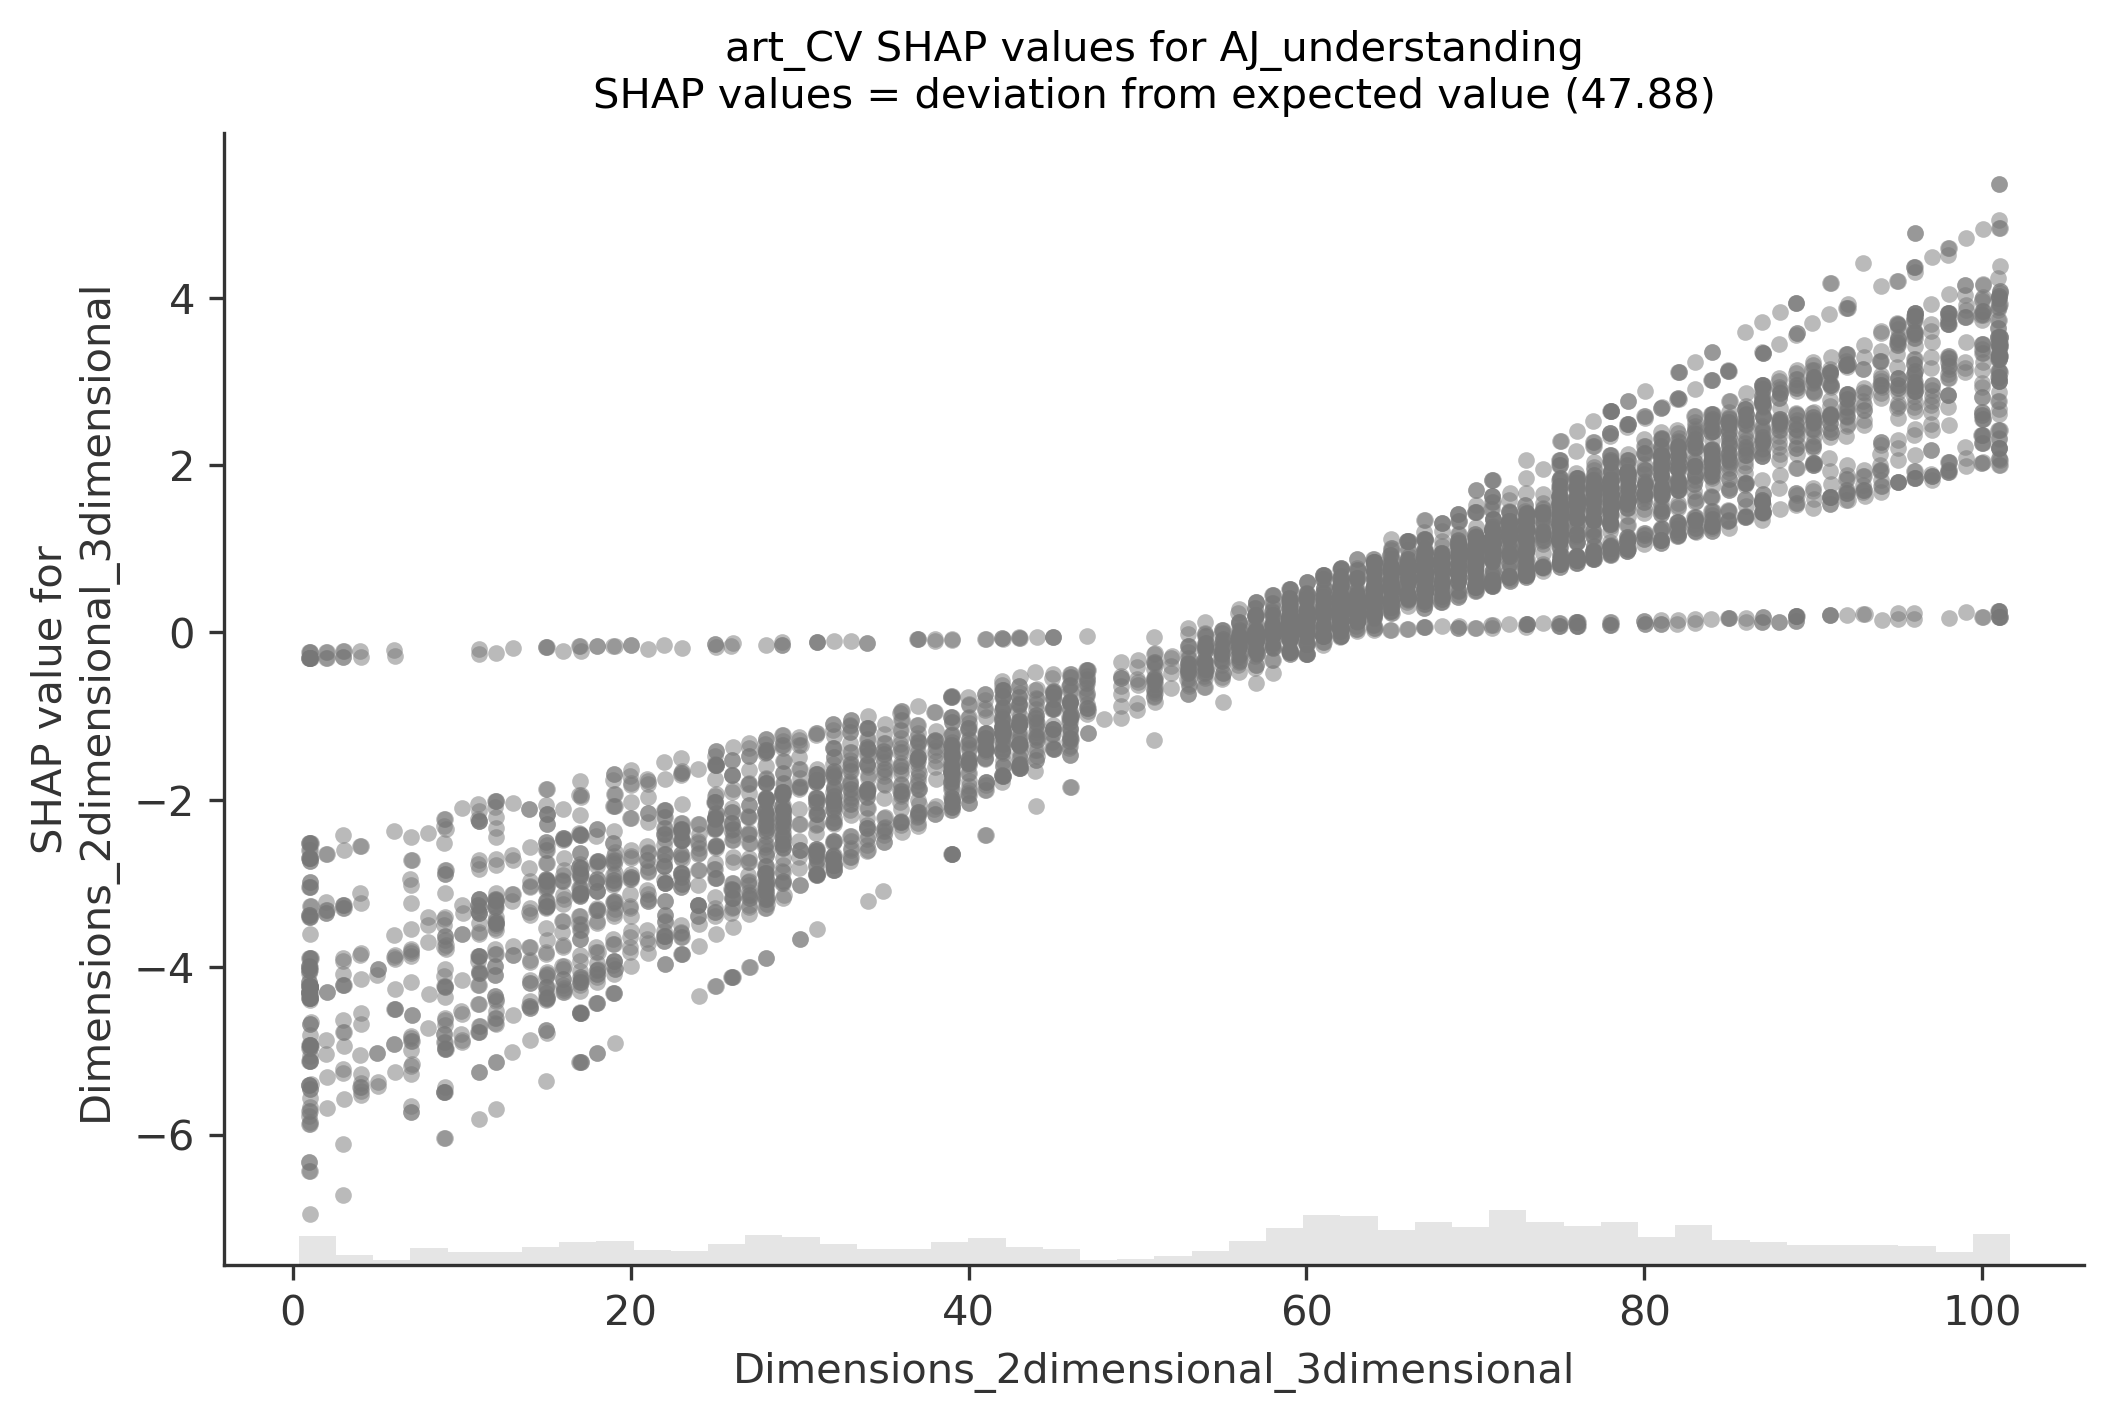 art_CV SHAP values for AJ_understanding
SHAP values = deviation from expected value (47.88)
SHAP value for
Dimensions_2dimensional_3dimensional
4
2
0
−2
−4
−6
0 20 40 60 80 100
Dimensions_2dimensional_3dimensional